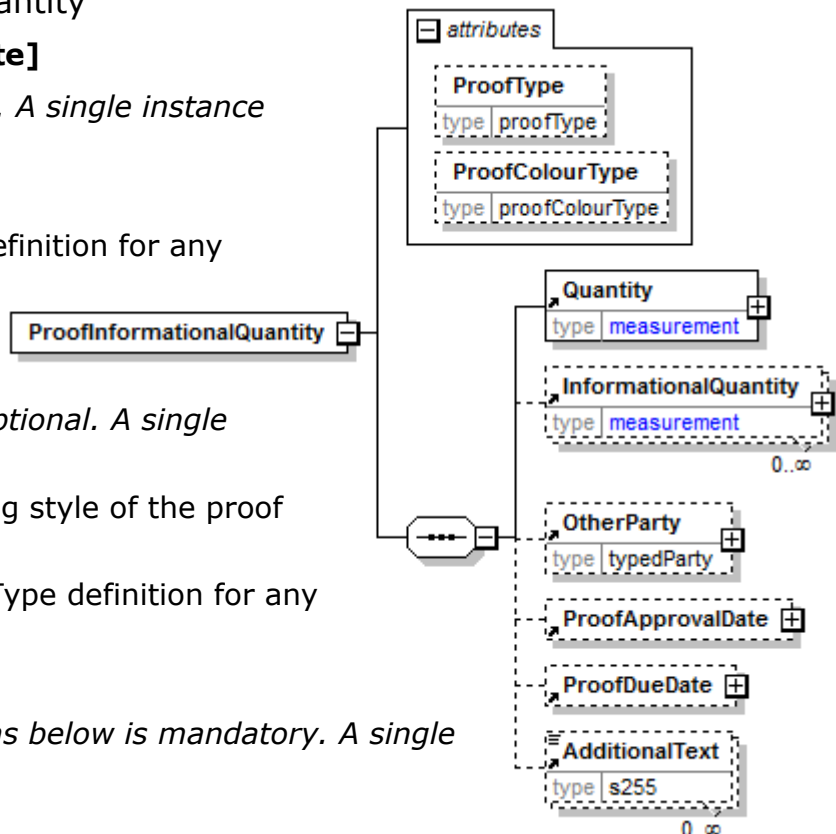 antity
te]
. A single instance
efinition for any
ptional. A single
g style of the proof
Type definition for any
s below is mandatory. A single
attributes
ProofType
type proofType
ProofColourType
type proofColourType
ProofInformationalQuantity
Quantity
type measurement
InformationalQuantity
type measurement
0..∞
OtherParty
type typedParty
ProofApprovalDate
ProofDueDate
AdditionalText
type s255
0..∞